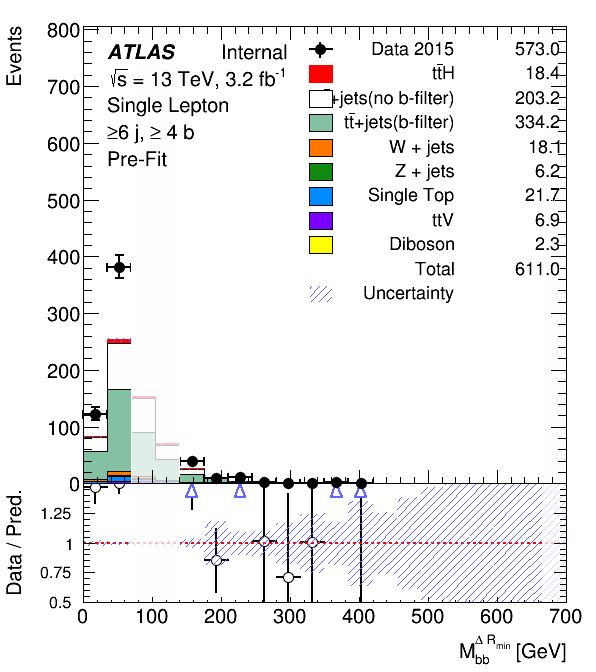 Events
800
700
600
500
400
300
200
100
0
ATLAS Internal
√s = 13 TeV, 3.2 fb-1
Single Lepton
≥6 j, ≥ 4 b
Pre-Fit
Data 2015 573.0
tt̄H 18.4
+jets(no b-filter) 203.2
tt̄+jets(b-filter) 334.2
W + jets 18.1
Z + jets 6.2
Single Top 21.7
ttV 6.9
Diboson 2.3
Total 611.0
Uncertainty
Data / Pred.
1.25
1
0.75
0.5
0 100 200 300 400 500 600 700
M_bb^Δ R_min [GeV]